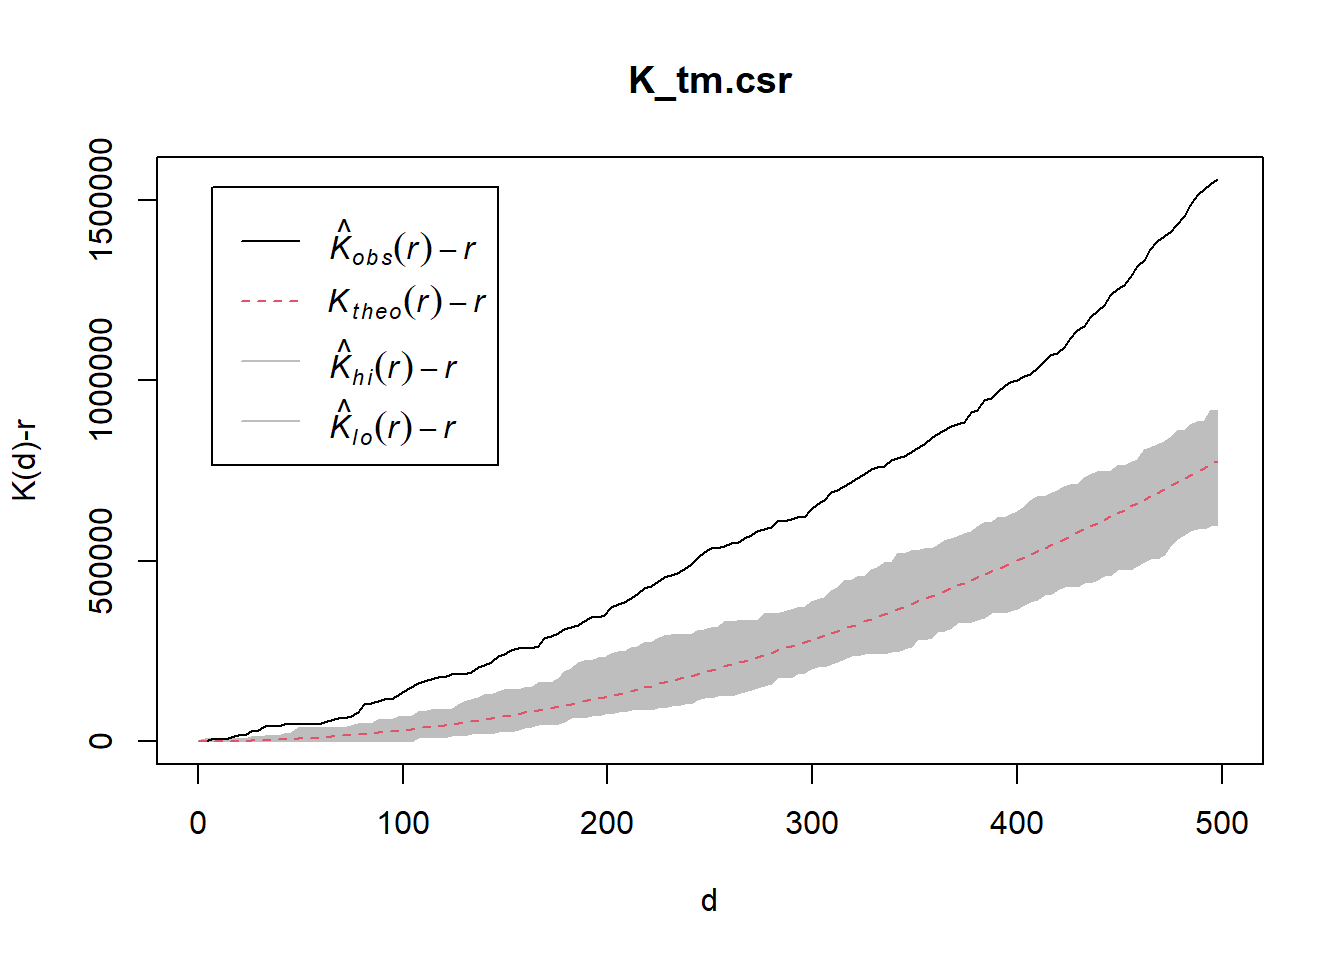 K_tm.csr
K̂obs(r) − r
Ktheo(r) − r
K̂hi(r) − r
K̂lo(r) − r
K(d)-r
1500000
1000000
500000
0
0 100 200 300 400 500
d